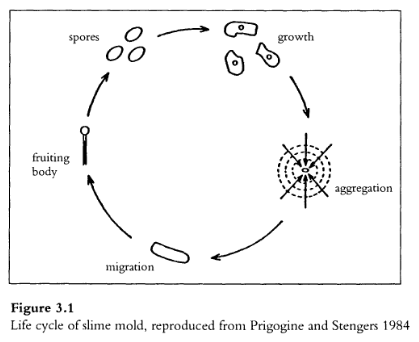 spores
growth
aggregation
migration
fruiting
body
Figure 3.1
Life cycle of slime mold, reproduced from Prigogine and Stengers 1984